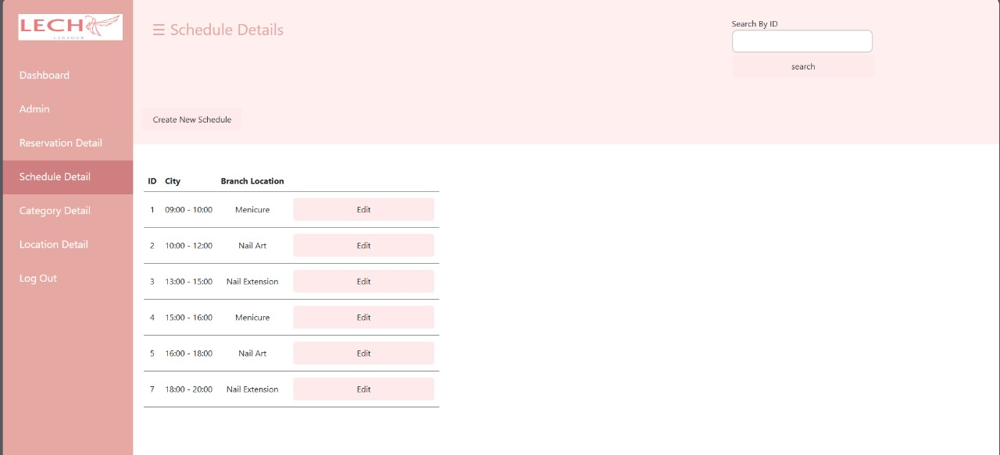 LECH
LICIOUS
Dashboard
Admin
Reservation Detail
Schedule Detail
Category Detail
Location Detail
Log Out
☰ Schedule Details
Search By ID
search
Create New Schedule
ID City Branch Location
1 09:00 - 10:00 Menicure Edit
2 10:00 - 12:00 Nail Art Edit
3 13:00 - 15:00 Nail Extension Edit
4 15:00 - 16:00 Menicure Edit
5 16:00 - 18:00 Nail Art Edit
7 18:00 - 20:00 Nail Extension Edit